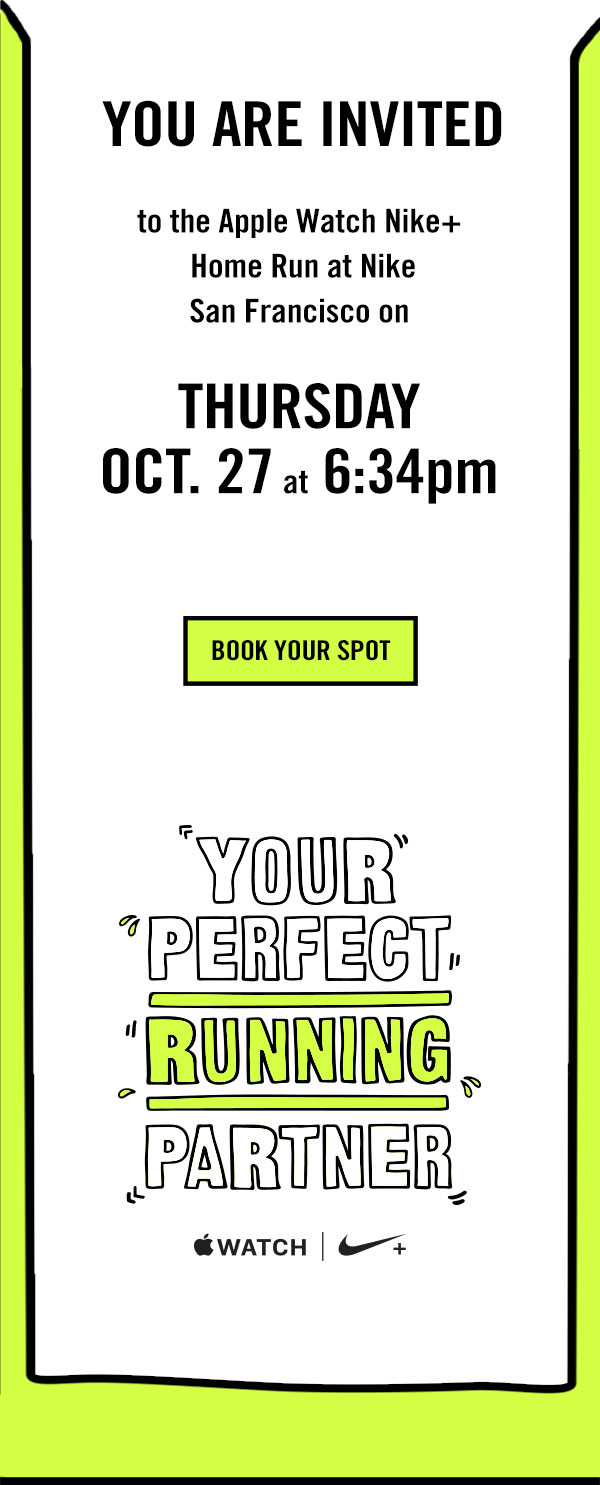 YOU ARE INVITED
to the Apple Watch Nike+
Home Run at Nike
San Francisco on
THURSDAY
OCT. 27 at 6:34pm
BOOK YOUR SPOT
YOUR
PERFECT
RUNNING
PARTNER
WATCH | +